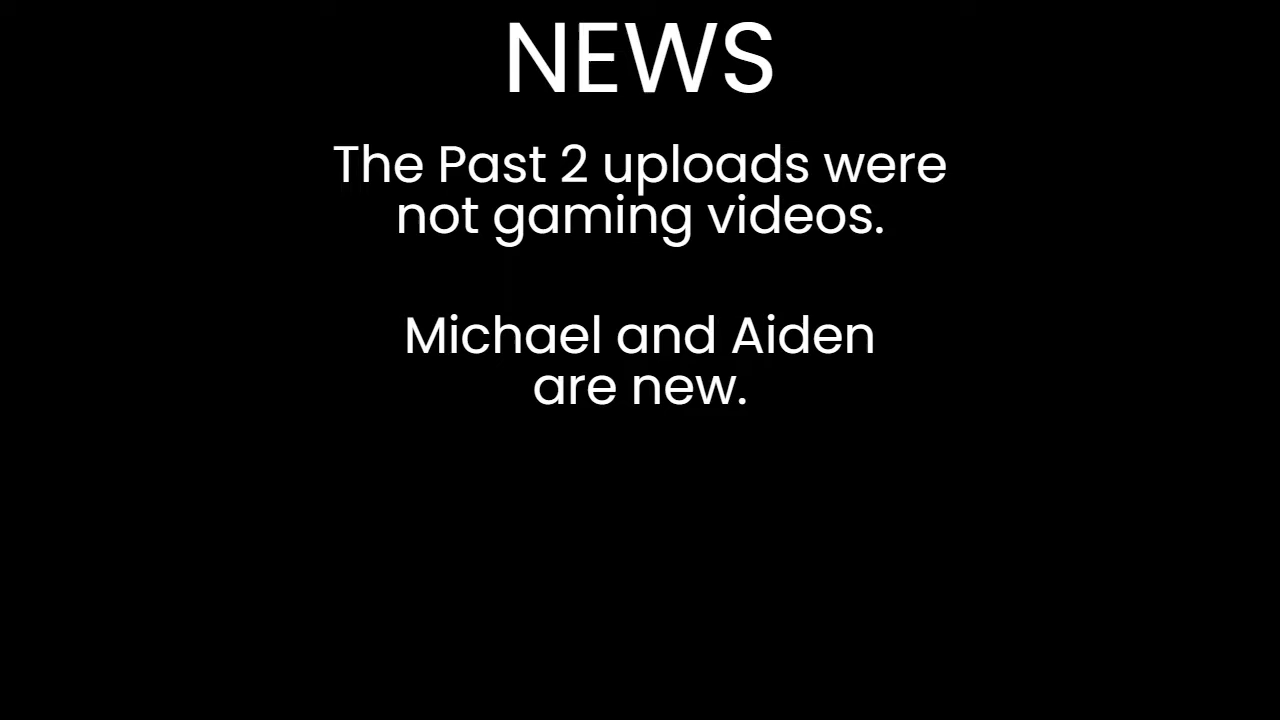 NEWS
The Past 2 uploads were
not gaming videos.
Michael and Aiden
are new.